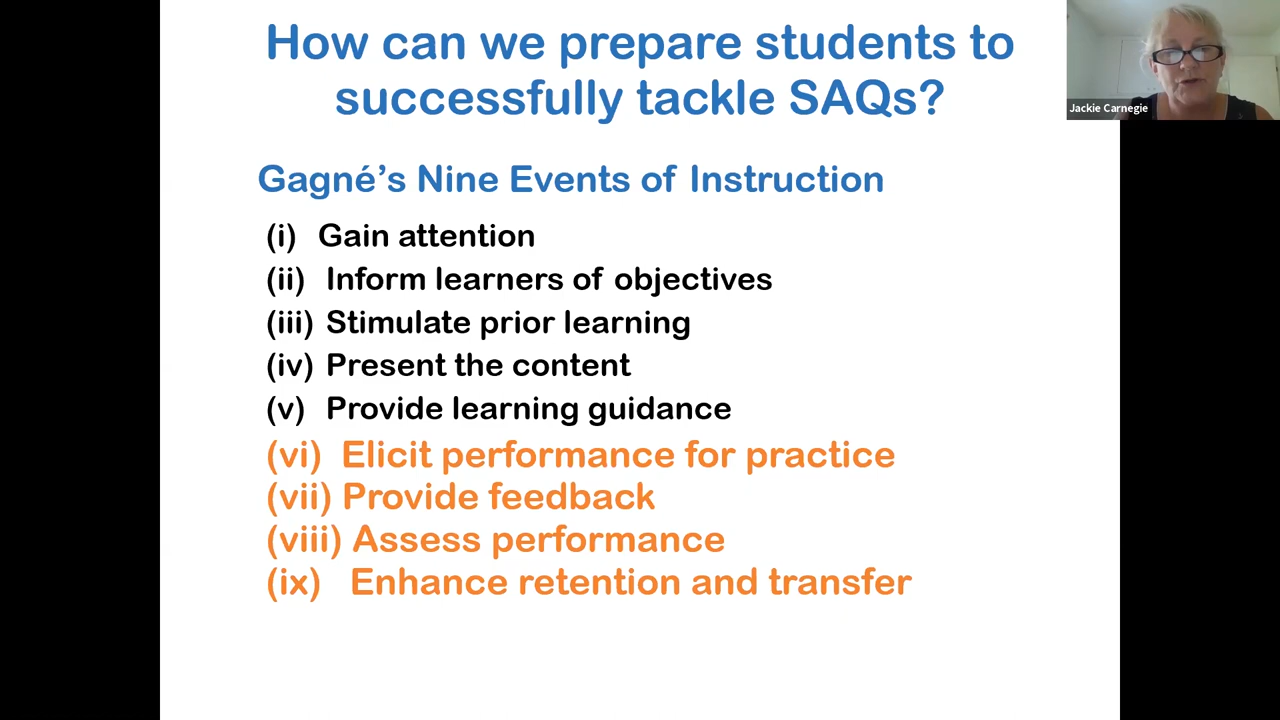 How can we prepare students to
successfully tackle SAQs?
Jackie Carnegie
Gagné’s Nine Events of Instruction
(i) Gain attention
(ii) Inform learners of objectives
(iii) Stimulate prior learning
(iv) Present the content
(v) Provide learning guidance
(vi) Elicit performance for practice
(vii) Provide feedback
(viii) Assess performance
(ix) Enhance retention and transfer